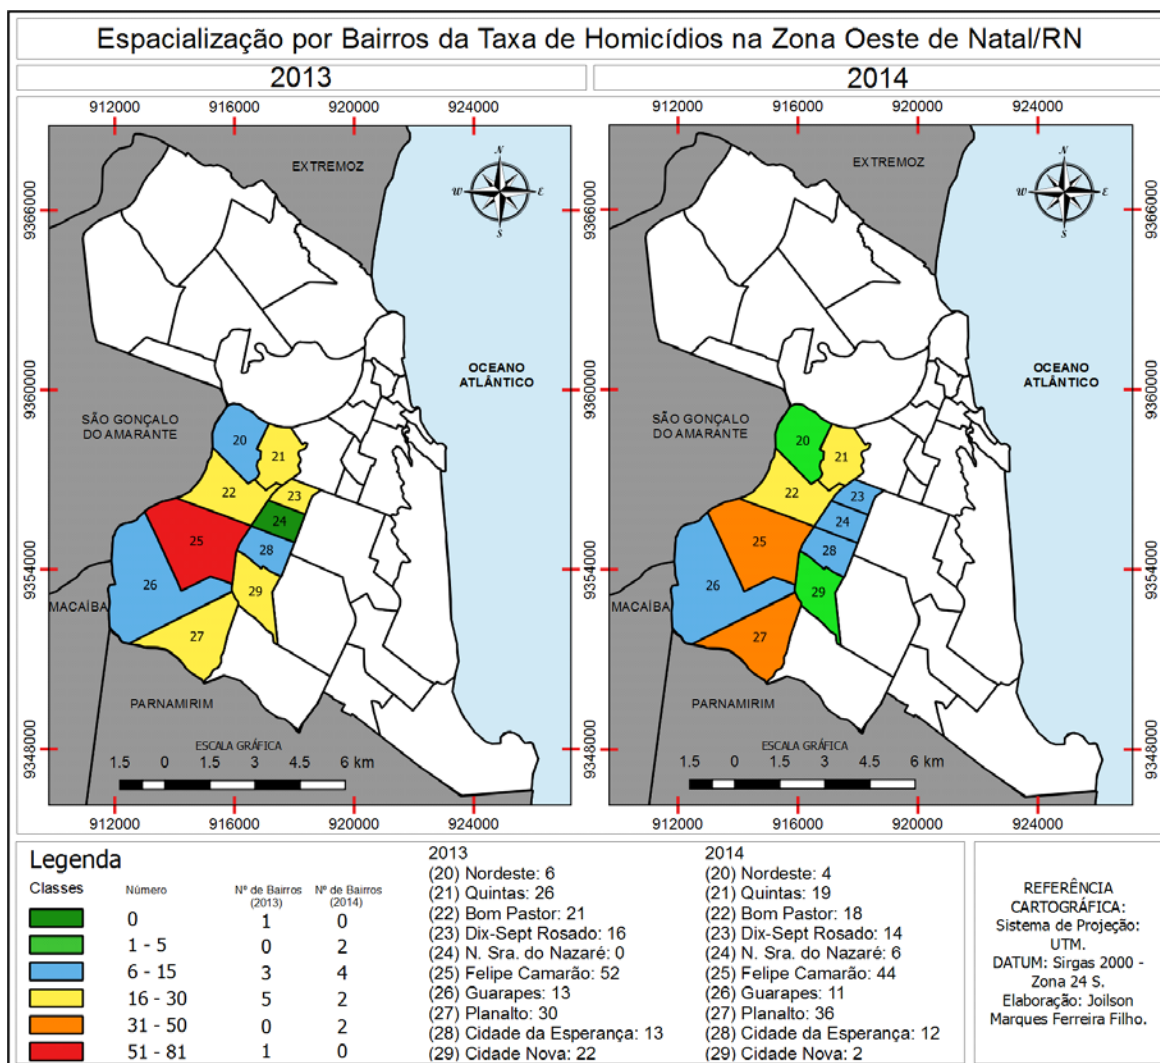 Espacialização por Bairros da Taxa de Homicídios na Zona Oeste de Natal/RN
2013
912000 916000 920000 924000
EXTREMOZ
N
W E
S
9366000
9360000
9354000
9348000
OCEANO
ATLÂNTICO
SÃO GONÇALO
DO AMARANTE
20
21
22
23
24
25
28
26
29
27
MACAÍBA
PARNAMIRIM
ESCALA GRÁFICA
1.5 0 1.5 3 4.5 6 km
912000 916000 920000 924000
2014
912000 916000 920000 924000
EXTREMOZ
N
W E
S
9366000
9360000
9354000
9348000
OCEANO
ATLÂNTICO
SÃO GONÇALO
DO AMARANTE
20
21
22
23
24
25
28
26
29
27
MACAÍBA
PARNAMIRIM
ESCALA GRÁFICA
1.5 0 1.5 3 4.5 6 km
912000 916000 920000 924000
Legenda
Classes Número Nº de Bairros (2013) Nº de Bairros (2014)
0 1 0
1 - 5 0 2
6 - 15 3 4
16 - 30 5 2
31 - 50 0 2
51 - 81 1 0
2013
(20) Nordeste: 6
(21) Quintas: 26
(22) Bom Pastor: 21
(23) Dix-Sept Rosado: 16
(24) N. Sra. do Nazaré: 0
(25) Felipe Camarão: 52
(26) Guarapes: 13
(27) Planalto: 30
(28) Cidade da Esperança: 13
(29) Cidade Nova: 22
2014
(20) Nordeste: 4
(21) Quintas: 19
(22) Bom Pastor: 18
(23) Dix-Sept Rosado: 14
(24) N. Sra. do Nazaré: 6
(25) Felipe Camarão: 44
(26) Guarapes: 11
(27) Planalto: 36
(28) Cidade da Esperança: 12
(29) Cidade Nova: 2
REFERÊNCIA
CARTOGRÁFICA:
Sistema de Projeção:
UTM.
DATUM: Sirgas 2000 -
Zona 24 S.
Elaboração: Joilson
Marques Ferreira Filho.